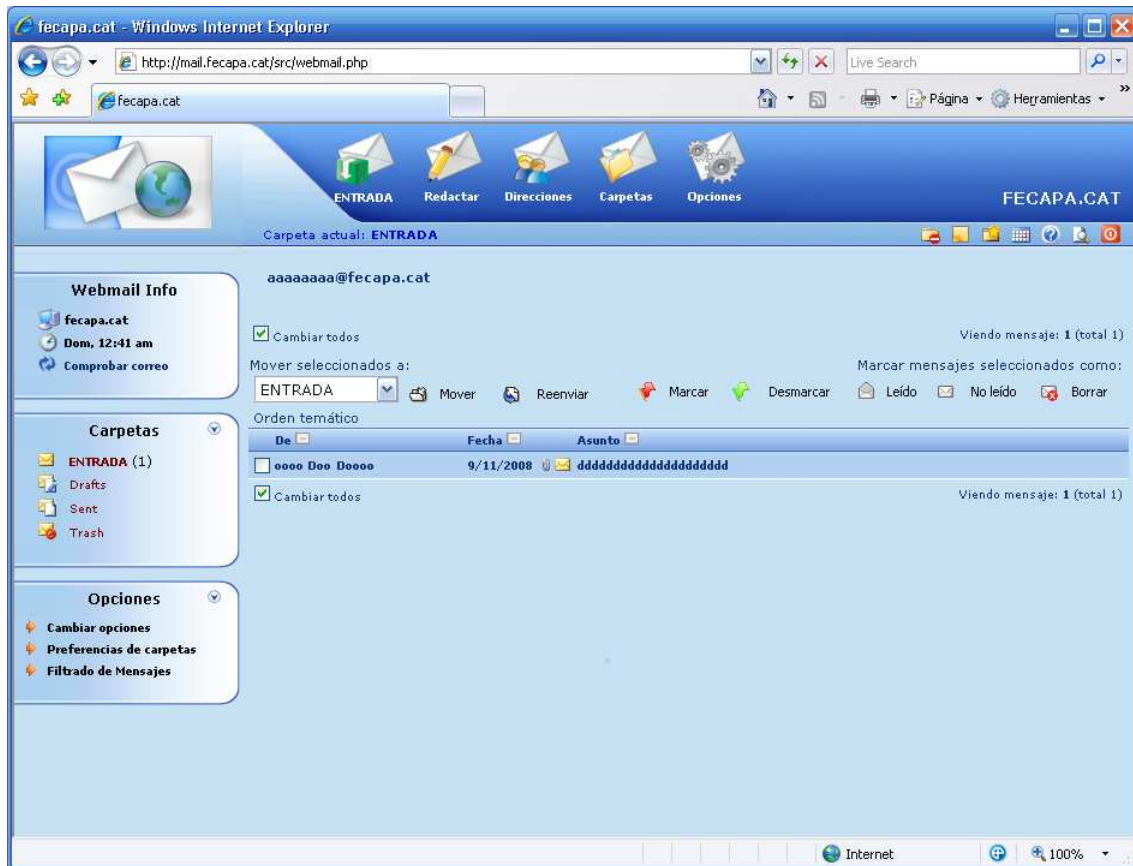 fecapa.cat - Windows Internet Explorer
http://mail.fecapa.cat/src/webmail.php
Live Search
fecapa.cat
Página
Herramientas
»
ENTRADA Redactar Direcciones Carpetas Opciones
FECAPA.CAT
Carpeta actual: ENTRADA
Webmail Info
fecapa.cat
Dom, 12:41 am
Comprobar correo
Carpetas
ENTRADA (1)
Drafts
Sent
Trash
Opciones
Cambiar opciones
Preferencias de carpetas
Filtrado de Mensajes
aaaaaaaa@fecapa.cat
Cambiar todos
Viendo mensaje: 1 (total 1)
Mover seleccionados a:
Marcar mensajes seleccionados como:
ENTRADA Mover Reenviar Marcar Desmarcar Leído No leído Borrar
Orden temático
De Fecha Asunto
oooo Doo Doooo 9/11/2008 ddddddddddddddddddddd
Cambiar todos
Viendo mensaje: 1 (total 1)
Internet
100%